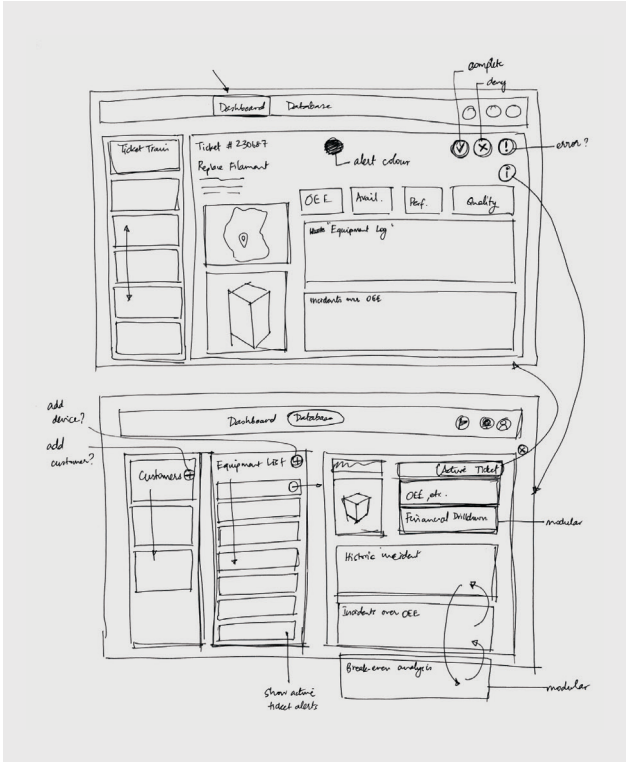 complete
deny
Dashboard Database
Ticket Train
Ticket # 230687
Replace Filament
alert colour
error?
OEE
Avail.
Perf.
Quality
"Equipment Log"
Incidents over OEE
add
device?
add
customer?
Dashboard Database
Customers
Equipment List
Active Ticket
OEE, etc.
Financial Drilldown
modular
Historic incident
Incidents over OEE
Break-even analysis
modular
show active
ticket alerts